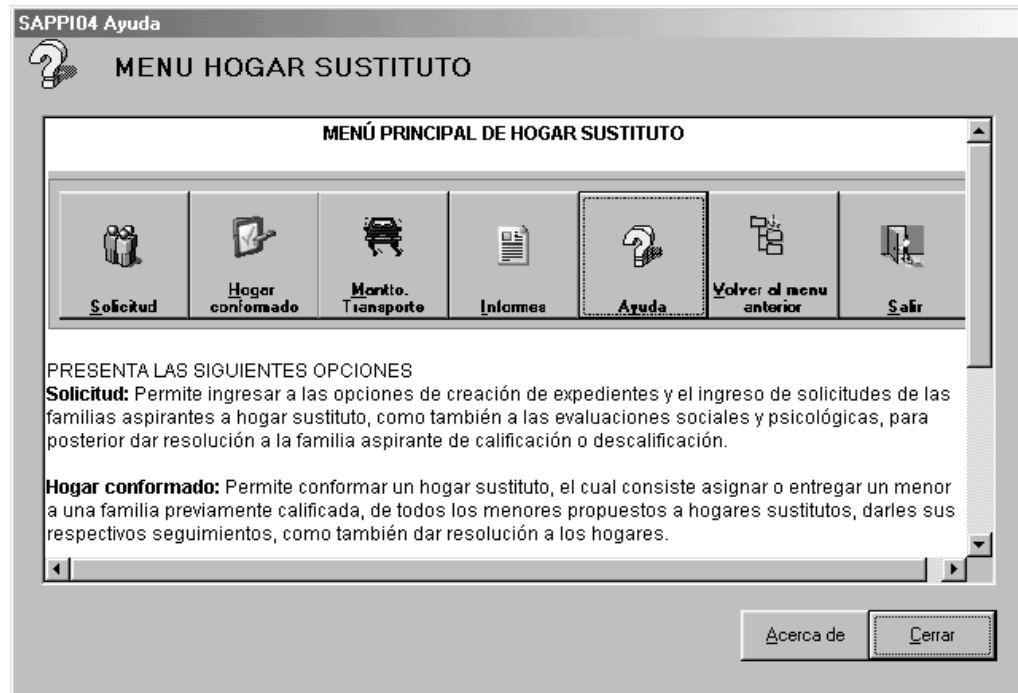 SAPPI04 Ayuda
MENU HOGAR SUSTITUTO
MENÚ PRINCIPAL DE HOGAR SUSTITUTO
Solicitud
Hogar
conformado
Mantto.
Transporte
Informes
Ayuda
Volver al menu
anterior
Salir
PRESENTA LAS SIGUIENTES OPCIONES
Solicitud: Permite ingresar a las opciones de creación de expedientes y el ingreso de solicitudes de las
familias aspirantes a hogar sustituto, como también a las evaluaciones sociales y psicológicas, para
posterior dar resolución a la familia aspirante de calificación o descalificación.
Hogar conformado: Permite conformar un hogar sustituto, el cual consiste asignar o entregar un menor
a una familia previamente calificada, de todos los menores propuestos a hogares sustitutos, darles sus
respectivos seguimientos, como también dar resolución a los hogares.
Acerca de
Cerrar